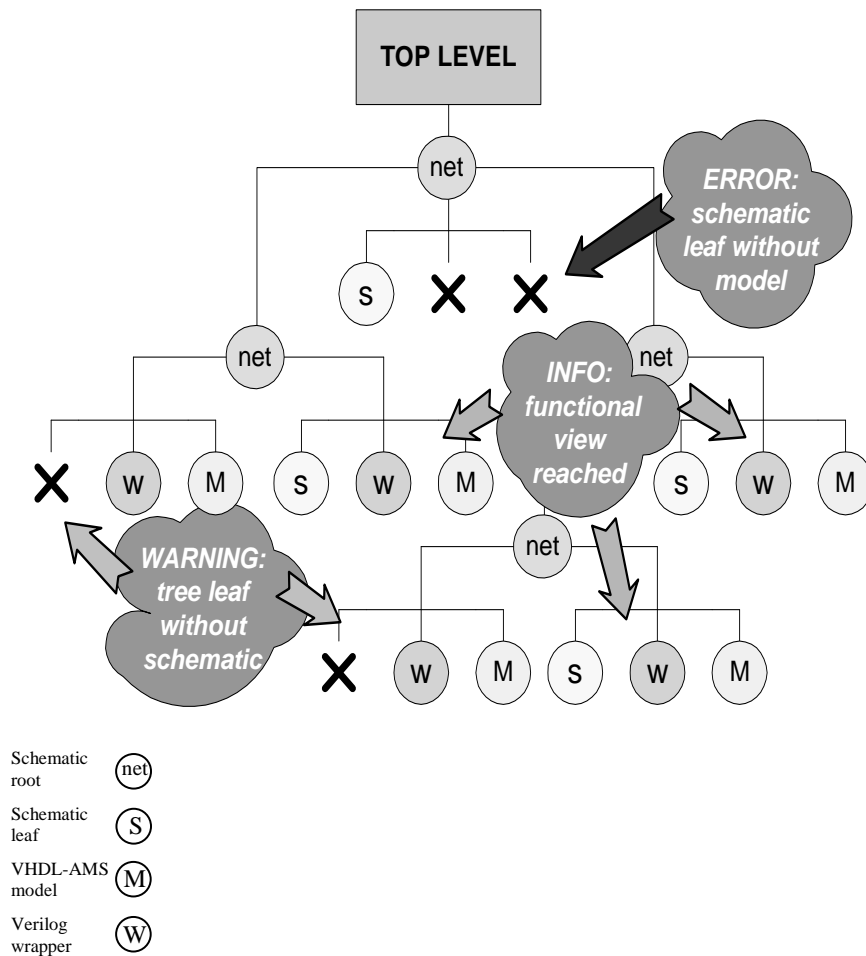 TOP LEVEL
net
ERROR:
schematic
leaf without
model
S
net
net
INFO:
functional
view
reached
W
M
S
W
M
S
W
M
net
WARNING:
tree leaf
without
schematic
W
M
S
W
M
Schematic
root
net
Schematic
leaf
S
VHDL-AMS
model
M
Verilog
wrapper
W